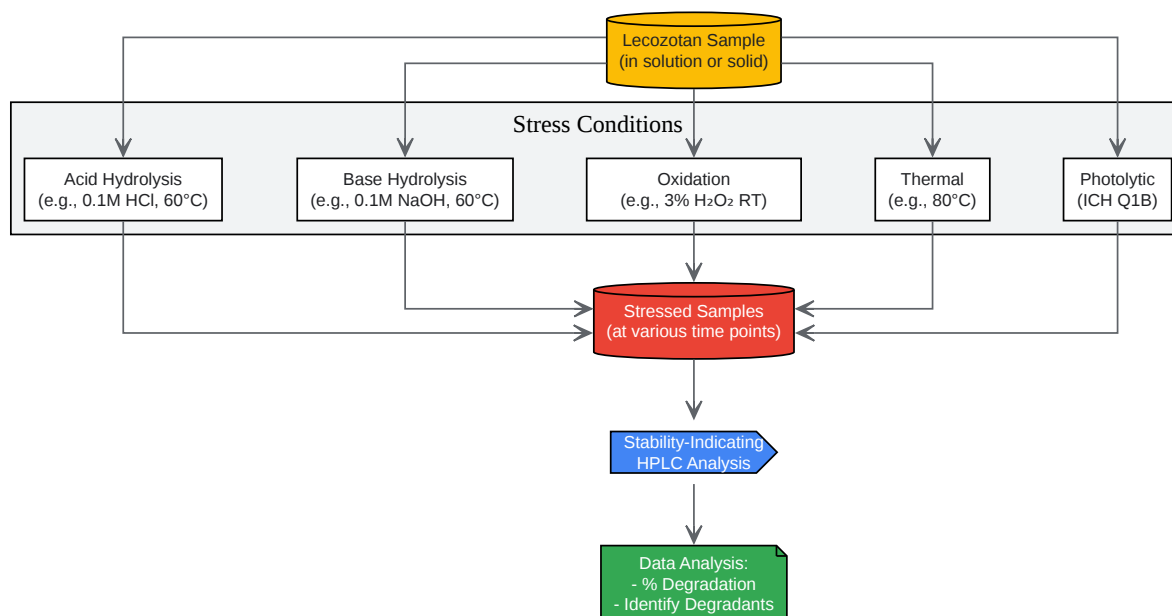 Lecozotan Sample
(in solution or solid)
Stress Conditions
Acid Hydrolysis
(e.g., 0.1M HCl, 60°C)
Base Hydrolysis
(e.g., 0.1M NaOH, 60°C)
Oxidation
(e.g., 3% H₂O₂ RT)
Thermal
(e.g., 80°C)
Photolytic
(ICH Q1B)
Stressed Samples
(at various time points)
Stability-Indicating
HPLC Analysis
Data Analysis:
- % Degradation
- Identify Degradants